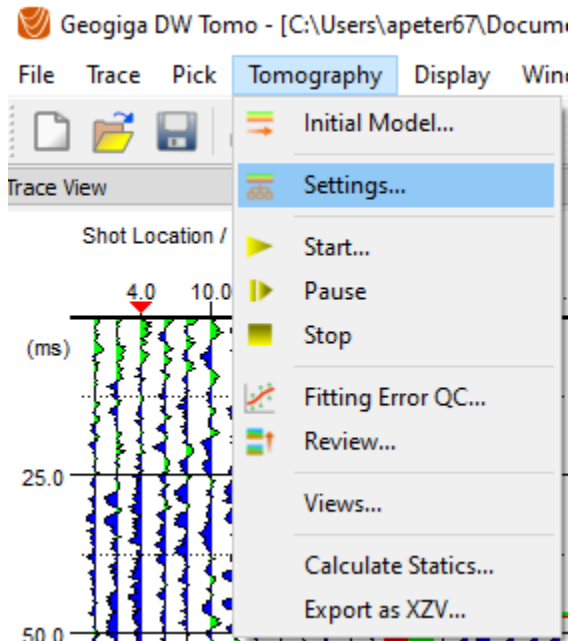 Geogiga DW Tomo - [C:\Users\apeter67\Docume
File Trace Pick Tomography Display Wind
Initial Model...
Trace View
Settings...
Shot Location /
Start...
4.0 10.0
Pause
(ms)
Stop
Fitting Error QC...
Review...
25.0
Views...
Calculate Statics...
Export as XZV...
50.0